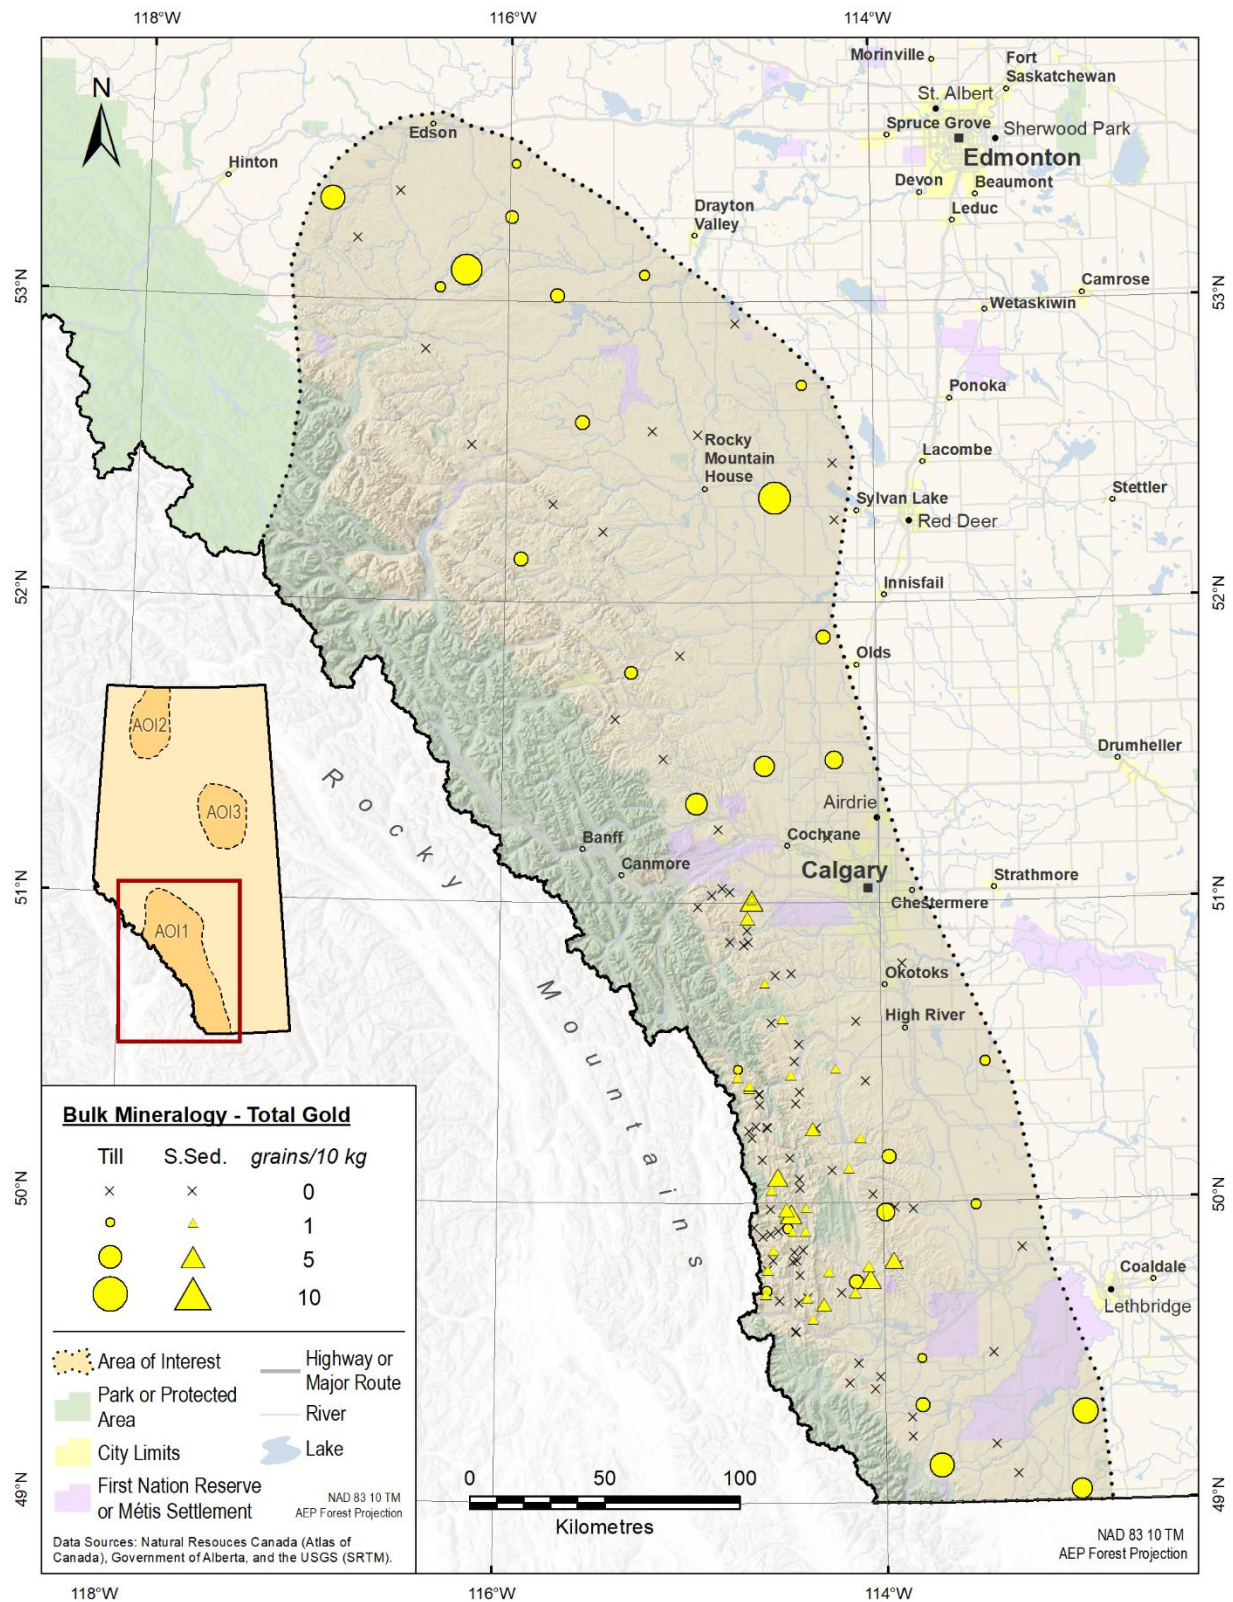 118°W
116°W
114°W
Morinville
Fort
Saskatchewan
St. Albert
Spruce Grove
Sherwood Park
Edmonton
N
Edson
Hinton
Devon
Beaumont
Leduc
Drayton
Valley
53°N
53°N
Camrose
Wetaskiwin
Ponoka
Rocky
Mountain
House
Lacombe
Stettler
Sylvan Lake
Red Deer
52°N
52°N
Innisfail
Olds
AOI2
AOI3
AOI1
Drumheller
Airdrie
Rocky Mountains
Banff
Canmore
Cochrane
Calgary
Strathmore
Chestermere
51°N
51°N
Okotoks
High River
50°N
50°N
Coaldale
Lethbridge
Bulk Mineralogy - Total Gold
Till S.Sed. grains/10 kg
0
1
5
10
Area of Interest
Park or Protected
Area
City Limits
First Nation Reserve
or Métis Settlement
Highway or
Major Route
River
Lake
NAD 83 10 TM
AEP Forest Projection
Data Sources: Natural Resouces Canada (Atlas of
Canada), Government of Alberta, and the USGS (SRTM).
0 50 100
Kilometres
49°N
49°N
NAD 83 10 TM
AEP Forest Projection
118°W
116°W
114°W